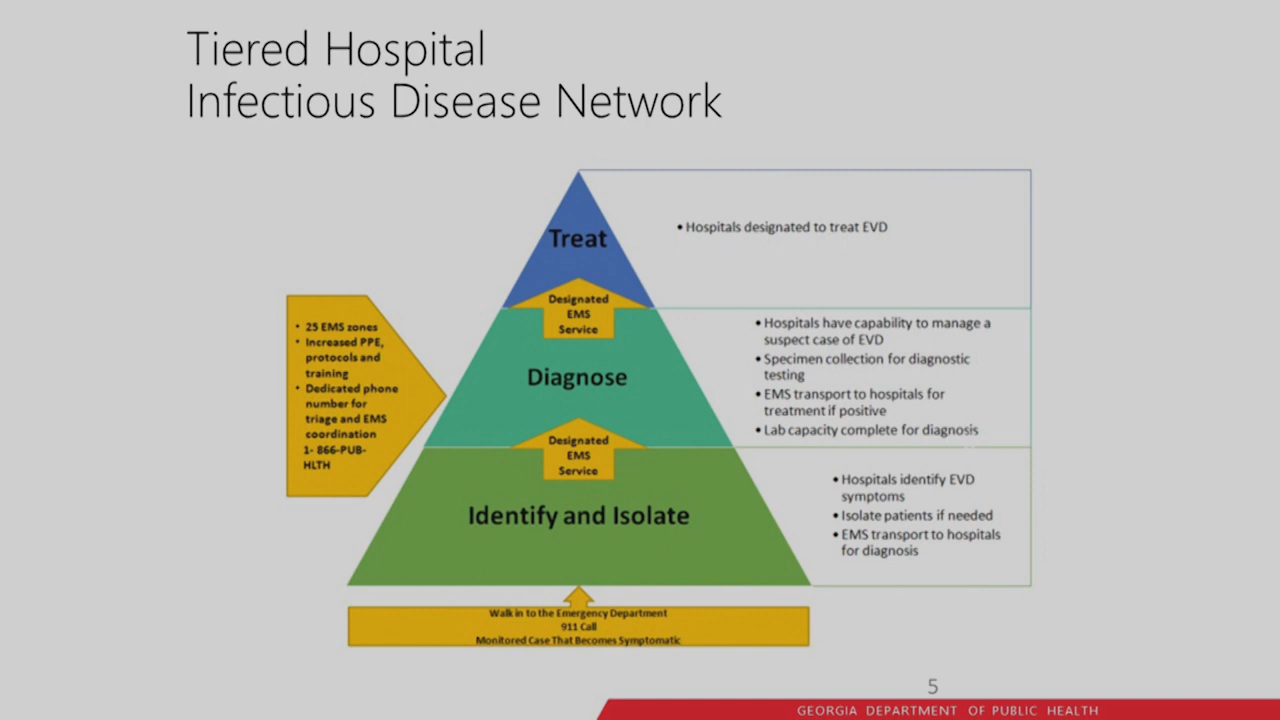 Tiered Hospital
Infectious Disease Network
Treat
• Hospitals designated to treat EVD
Designated
EMS
Service
• 25 EMS zones
• Increased PPE,
protocols and
training
• Dedicated phone
number for
triage and EMS
coordination
1- 866-PUB-
HLTH
Diagnose
• Hospitals have capability to manage a
suspect case of EVD
• Specimen collection for diagnostic
testing
• EMS transport to hospitals for
treatment if positive
• Lab capacity complete for diagnosis
Designated
EMS
Service
Identify and Isolate
• Hospitals identify EVD
symptoms
• Isolate patients if needed
• EMS transport to hospitals
for diagnosis
Walk in to the Emergency Department
911 Call
Monitored Case That Becomes Symptomatic
5
GEORGIA DEPARTMENT OF PUBLIC HEALTH